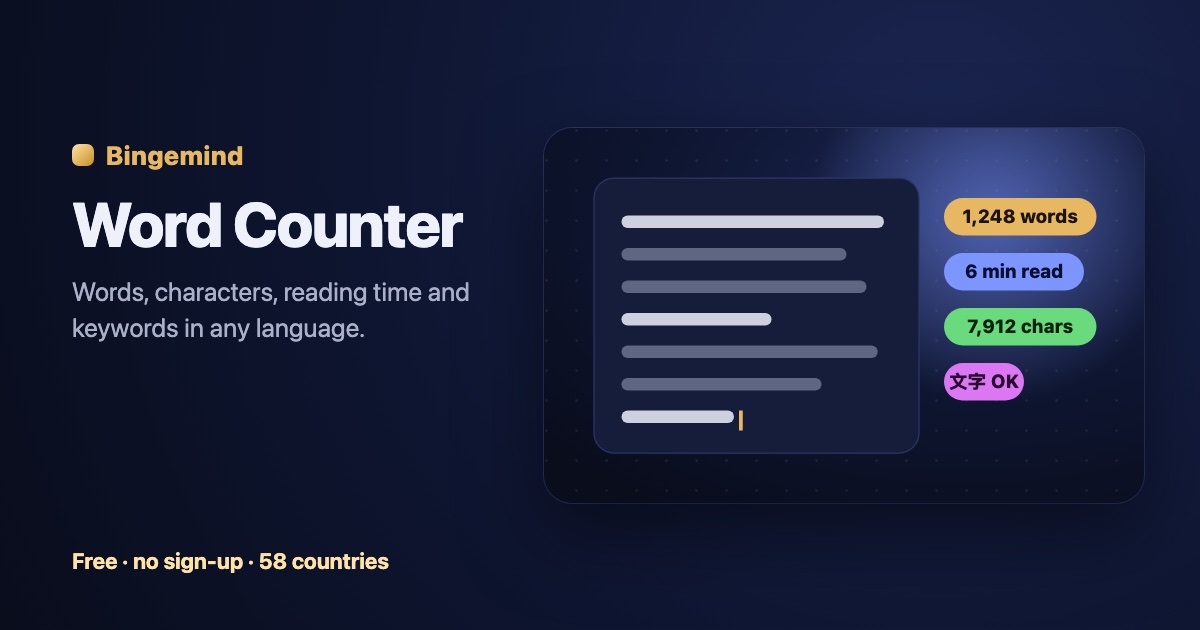 Bingemind
Word Counter
Words, characters, reading time and
keywords in any language.
Free · no sign-up · 58 countries
1,248 words
6 min read
7,912 chars
文字 OK